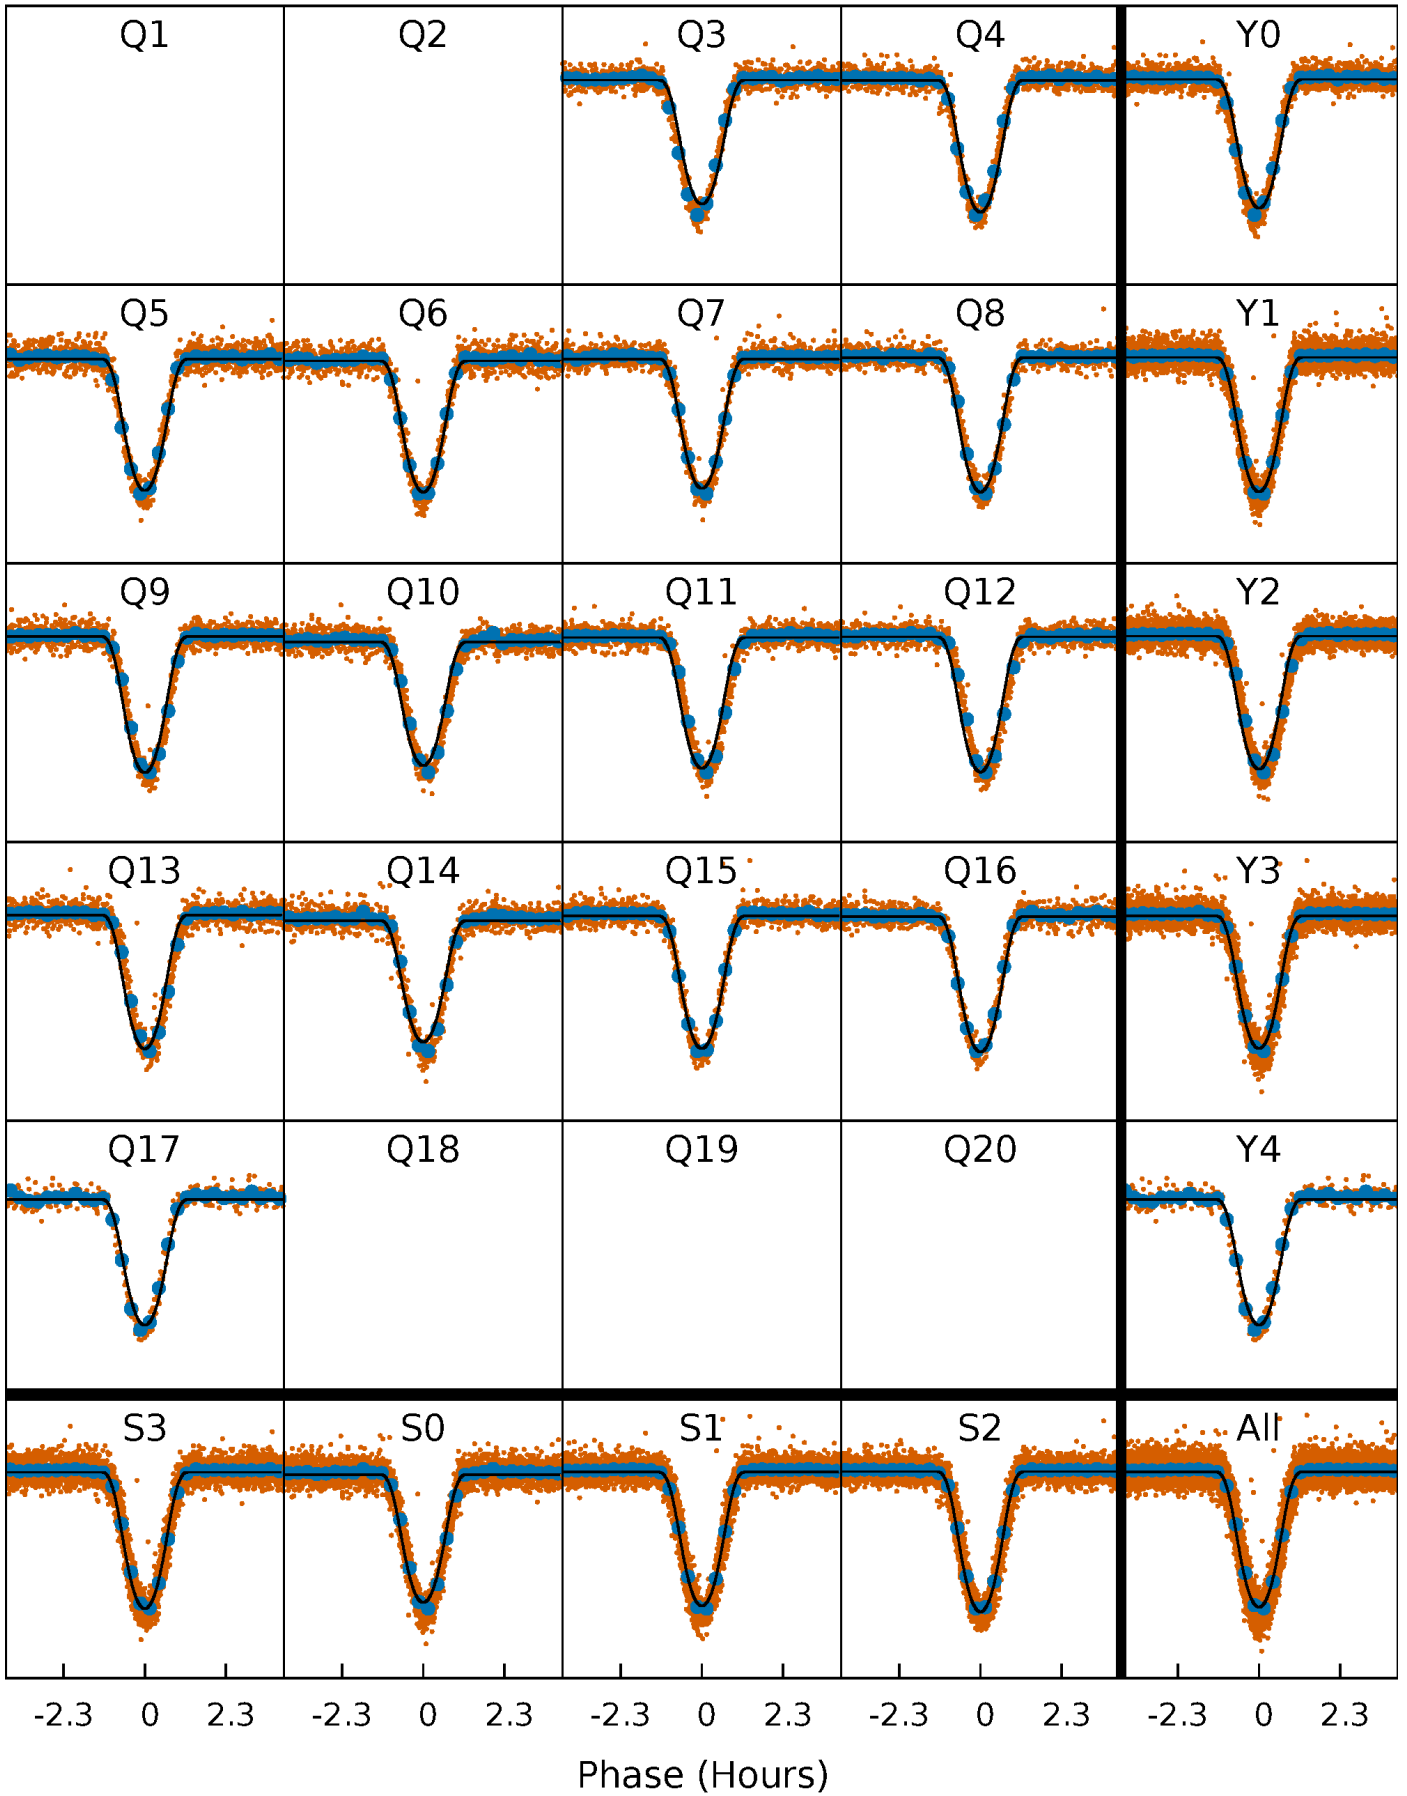 Q1 Q2 Q3 Q4 Y0
Q5 Q6 Q7 Q8 Y1
Q9 Q10 Q11 Q12 Y2
Q13 Q14 Q15 Q16 Y3
Q17 Q18 Q19 Q20 Y4
S3 S0 S1 S2 All
-2.3 0 2.3 -2.3 0 2.3 -2.3 0 2.3 -2.3 0 2.3 -2.3 0 2.3
Phase (Hours)